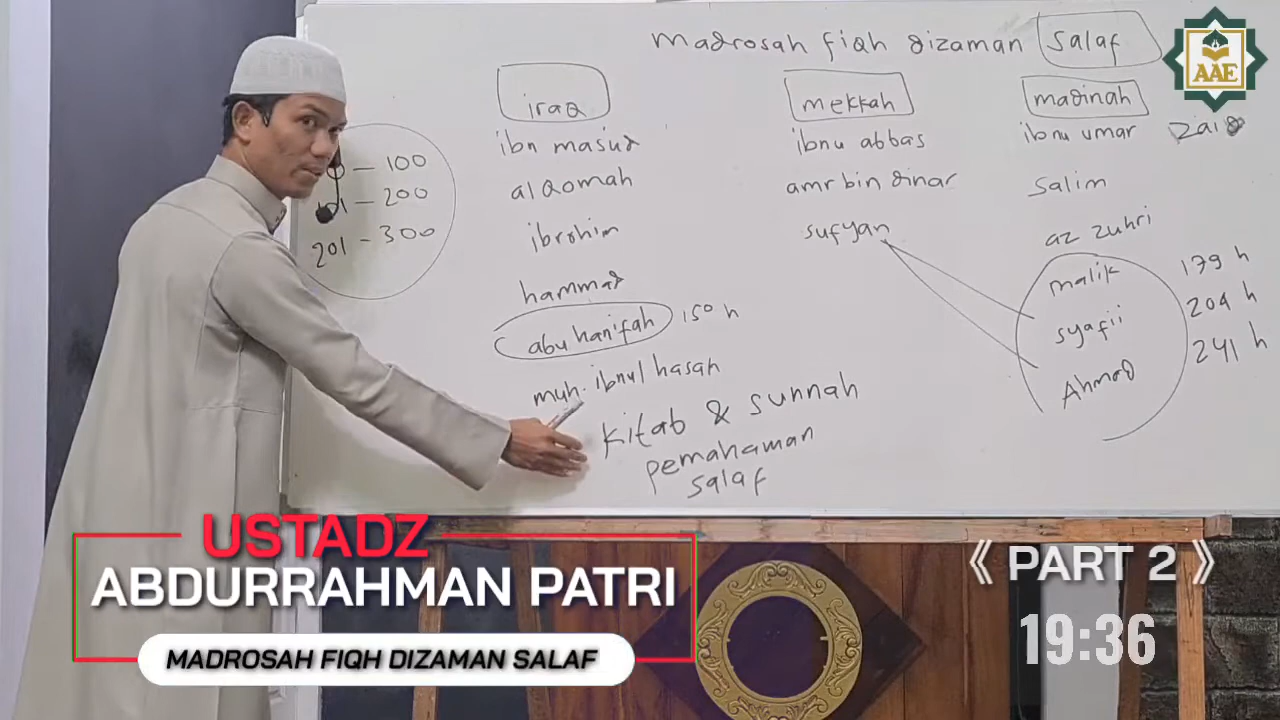 madrosah fiqh dizaman salaf
AAE
iraq
ibn masud
alqomah
ibrohim
hammad
abu hanifah 150 h
muh. ibnul hasan
mekkah
ibnu abbas
amr bin dinar
sufyan
madinah
ibnu umar zaid
salim
az zuhri
malik 179 h
syafii 204 h
Ahmad 241 h
– 100
– 200
201 – 300
kitab & sunnah
pemahaman
salaf
USTADZ
ABDURRAHMAN PATRI
MADROSAH FIQH DIZAMAN SALAF
《 PART 2 》
19:36